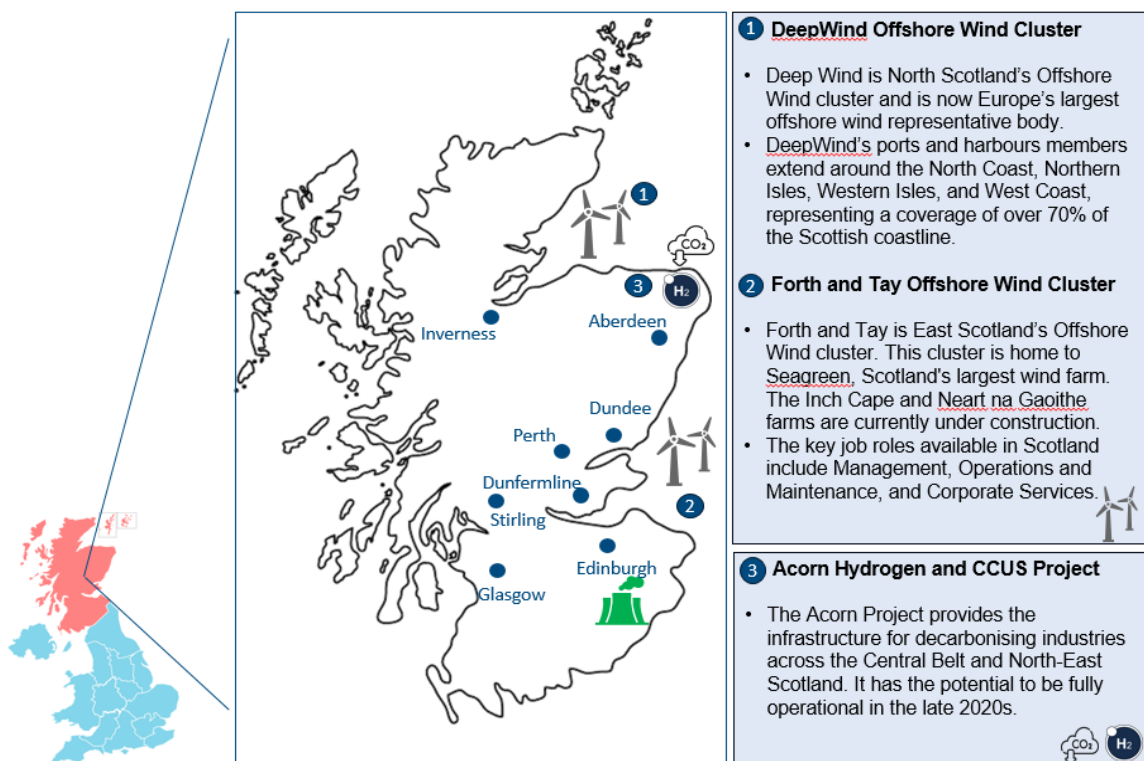 1
CO₂
3
H₂
Inverness
Aberdeen
Dundee
Perth
Dunfermline
Stirling
2
Edinburgh
Glasgow
1 DeepWind Offshore Wind Cluster
• Deep Wind is North Scotland's Offshore
Wind cluster and is now Europe's largest
offshore wind representative body.
• DeepWind's ports and harbours members
extend around the North Coast, Northern
Isles, Western Isles, and West Coast,
representing a coverage of over 70% of
the Scottish coastline.
2 Forth and Tay Offshore Wind Cluster
• Forth and Tay is East Scotland's Offshore
Wind cluster. This cluster is home to
Seagreen, Scotland's largest wind farm.
The Inch Cape and Neart na Gaoithe
farms are currently under construction.
• The key job roles available in Scotland
include Management, Operations and
Maintenance, and Corporate Services.
3 Acorn Hydrogen and CCUS Project
• The Acorn Project provides the
infrastructure for decarbonising industries
across the Central Belt and North-East
Scotland. It has the potential to be fully
operational in the late 2020s.
CO₂ H₂